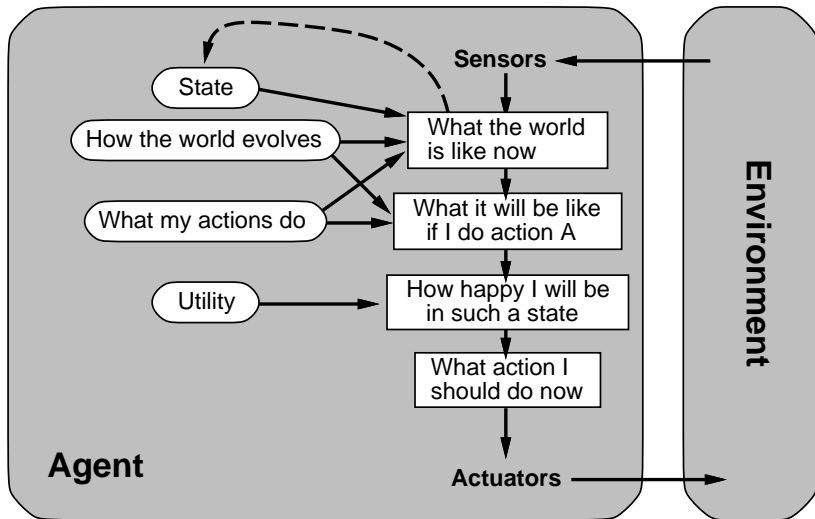 Sensors
State
How the world evolves
What the world
is like now
What my actions do
What it will be like
if I do action A
Utility
How happy I will be
in such a state
What action I
should do now
Agent
Actuators
Environment